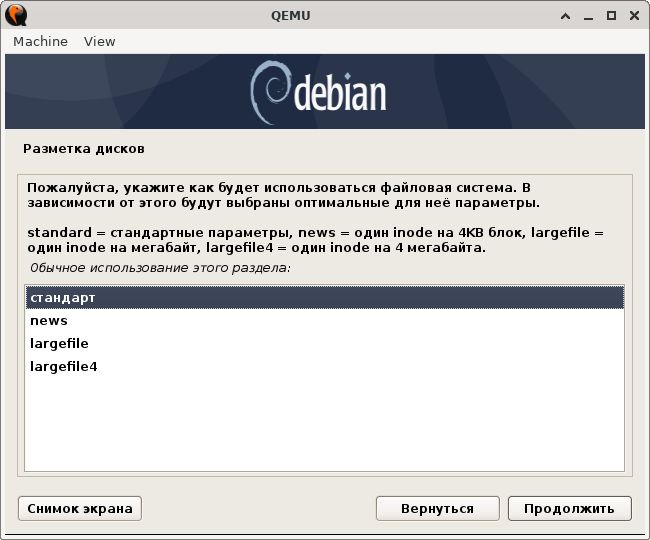 QEMU
Machine View
debian
Разметка дисков
Пожалуйста, укажите как будет использоваться файловая система. В
зависимости от этого будут выбраны оптимальные для неё параметры.
standard = стандартные параметры, news = один inode на 4KB блок, largefile =
один inode на мегабайт, largefile4 = один inode на 4 мегабайта.
Обычное использование этого раздела:
стандарт
news
largefile
largefile4
Снимок экрана Вернуться Продолжить